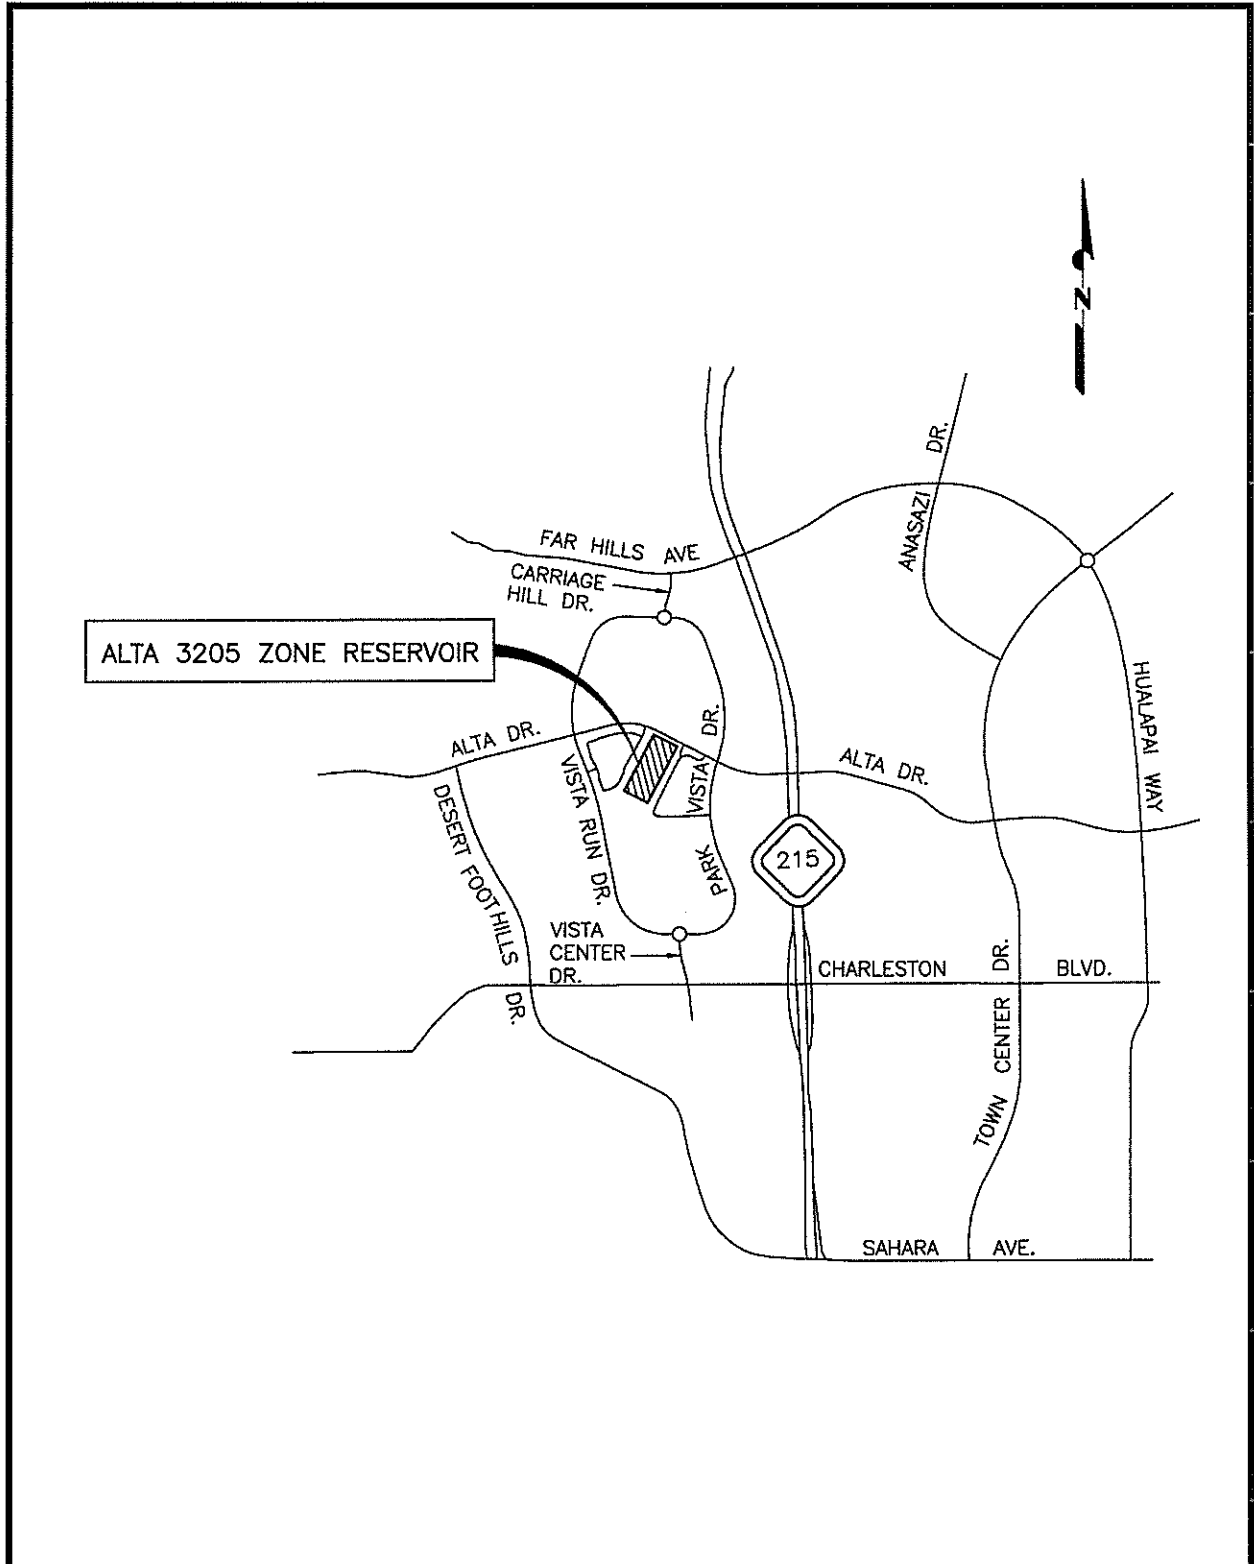 N
DR.
ANASAZI
FAR HILLS AVE
CARRIAGE
HILL DR.
ALTA 3205 ZONE RESERVOIR
HUALAPAI WAY
ALTA DR.
DR.
VISTA
PARK
ALTA DR.
VISTA RUN DR.
DESERT FOOTHILLS DR.
215
VISTA
CENTER
DR.
CHARLESTON BLVD.
TOWN CENTER DR.
SAHARA AVE.